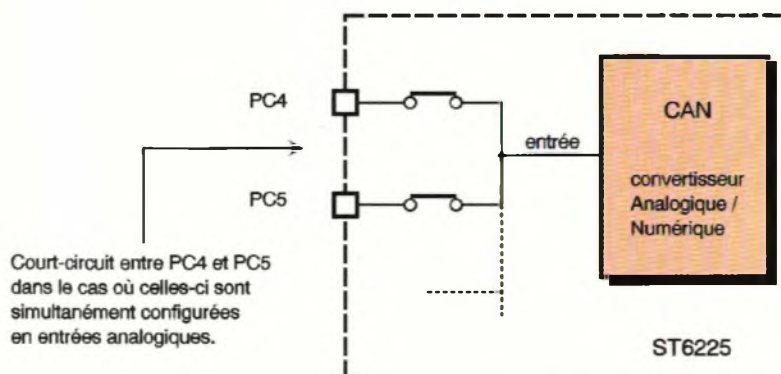 PC4
PC5
entrée
CAN
convertisseur
Analogique /
Numérique
Court-circuit entre PC4 et PC5
dans le cas où celles-ci sont
simultanément configurées
en entrées analogiques.
ST6225